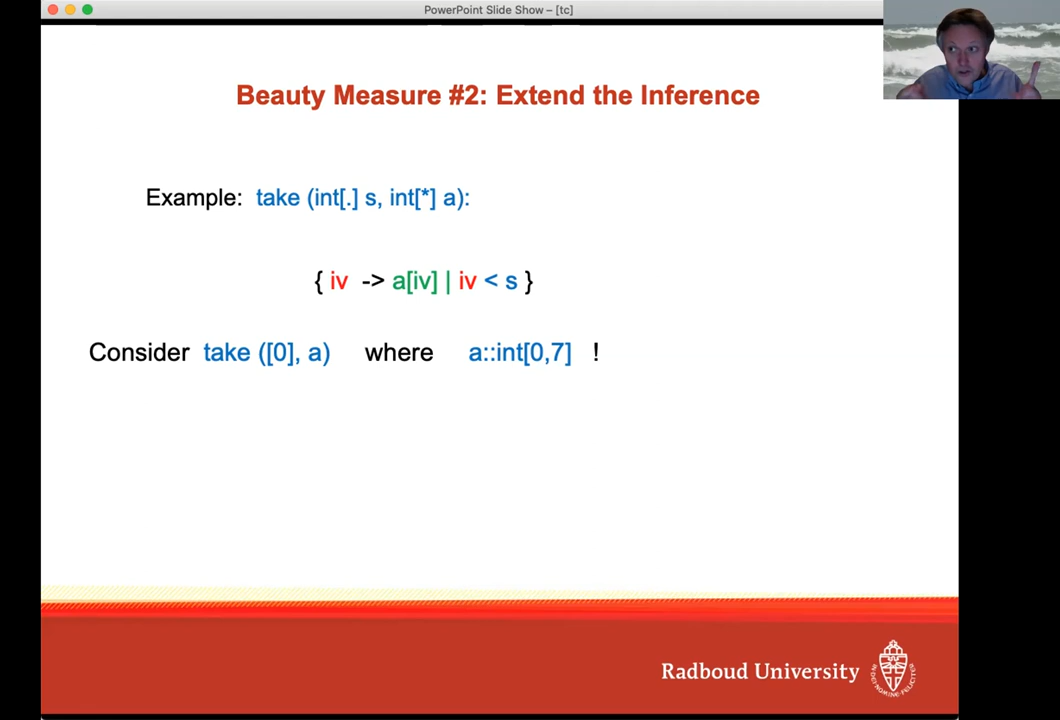 PowerPoint Slide Show – [tc]
Beauty Measure #2: Extend the Inference
Example: take (int[.] s, int[*] a):
{ iv -> a[iv] | iv < s }
Consider take ([0], a) where a::int[0,7] !
Radboud University